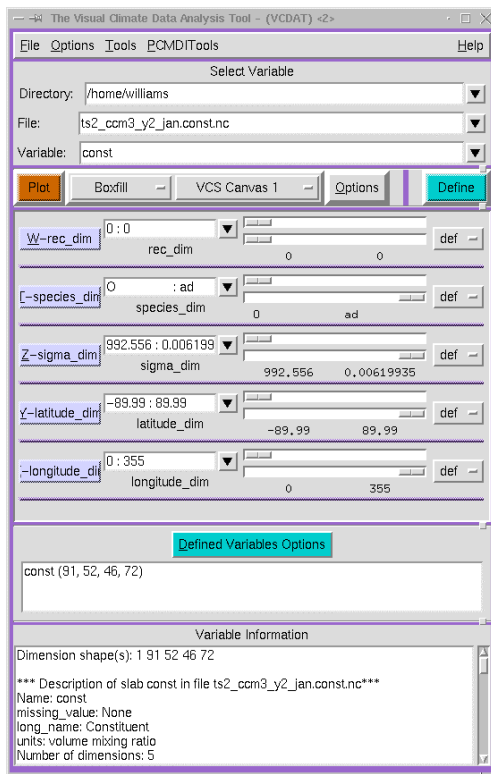 The Visual Climate Data Analysis Tool - (VCDAT) <2>
File Options Tools PCMDITools Help
Select Variable
Directory: /home/williams
File: ts2_ccm3_y2_jan.const.nc
Variable: const
Plot Boxfill VCS Canvas 1 Options Define
W-rec_dim 0 : 0 def
rec_dim 0 0
-species_dim O : ad def
species_dim O ad
Z-sigma_dim 992.556 : 0.006199 def
sigma_dim 992.556 0.00619935
Y-latitude_dim -89.99 : 89.99 def
latitude_dim -89.99 89.99
-longitude_di 0 : 355 def
longitude_dim 0 355
Defined Variables Options
const (91, 52, 46, 72)
Variable Information
Dimension shape(s): 1 91 52 46 72
*** Description of slab const in file ts2_ccm3_y2_jan.const.nc***
Name: const
missing_value: None
long_name: Constituent
units: volume mixing ratio
Number of dimensions: 5